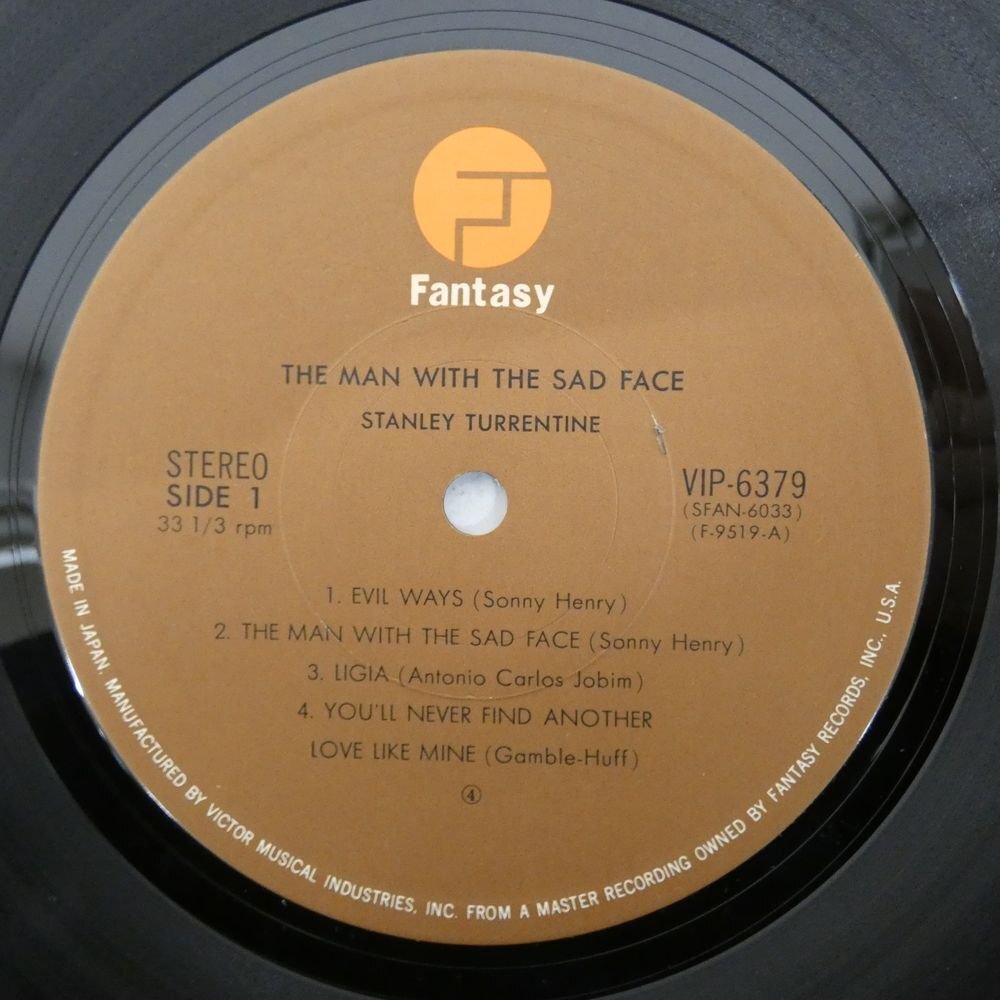 Fantasy
THE MAN WITH THE SAD FACE
STANLEY TURRENTINE
STEREO
SIDE 1
33 1/3 rpm
VIP-6379
(SFAN-6033)
(F-9519-A)
1. EVIL WAYS (Sonny Henry)
2. THE MAN WITH THE SAD FACE (Sonny Henry)
3. LIGIA (Antonio Carlos Jobim)
4. YOU'LL NEVER FIND ANOTHER
LOVE LIKE MINE (Gamble-Huff)
④
MADE IN JAPAN. MANUFACTURED BY VICTOR MUSICAL INDUSTRIES, INC. FROM A MASTER RECORDING OWNED BY FANTASY RECORDS, INC., U.S.A.